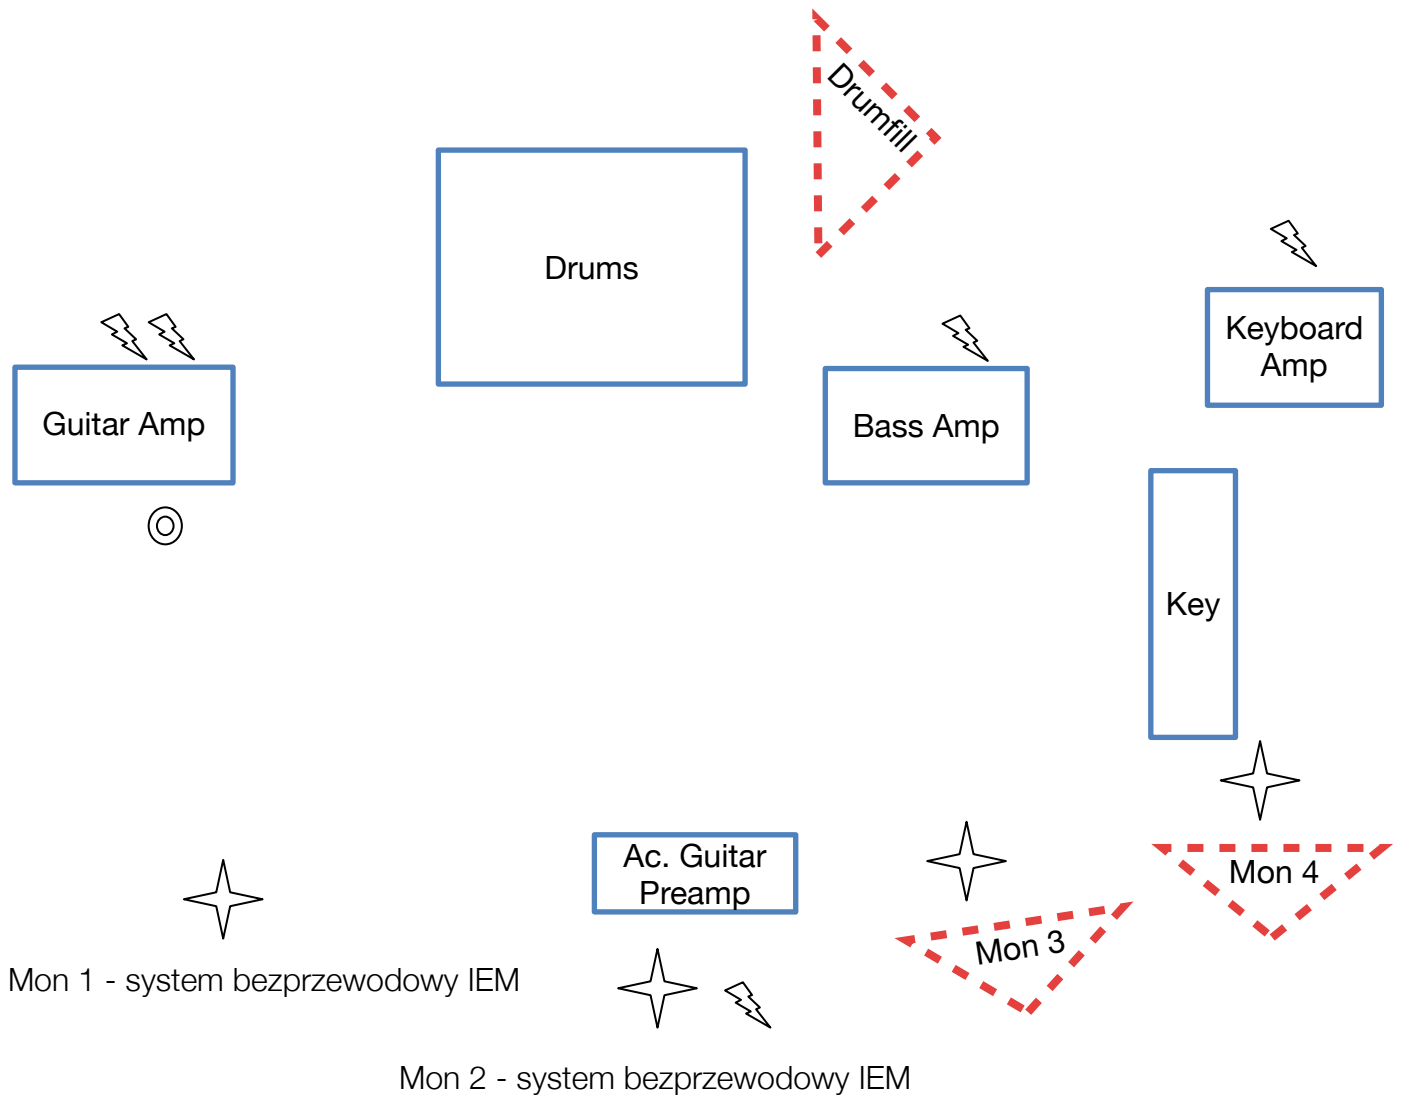 Drumfill
Drums
Keyboard
Amp
Guitar Amp
Bass Amp
Key
Ac. Guitar
Preamp
Mon 4
Mon 3
Mon 1 - system bezprzewodowy IEM
Mon 2 - system bezprzewodowy IEM